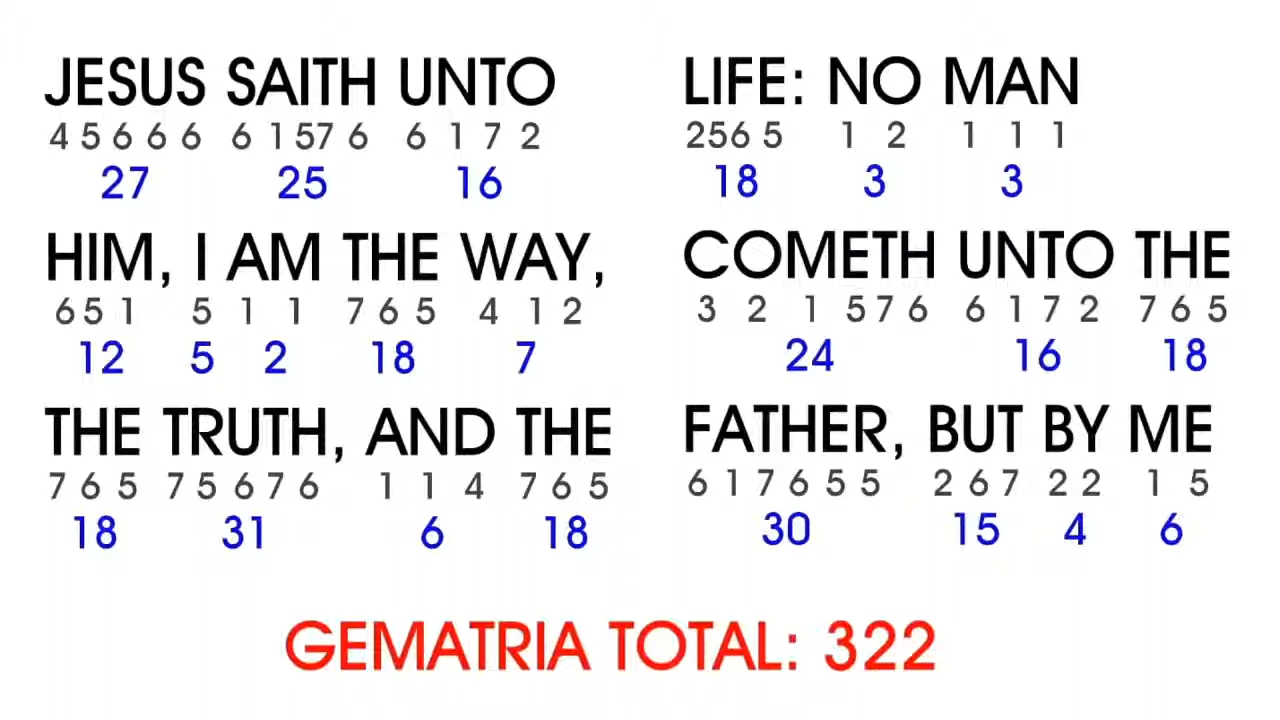 JESUS SAITH UNTO
4 5 6 6 6 6 1 57 6 6 1 7 2
27 25 16
HIM, I AM THE WAY,
6 5 1 5 1 1 7 6 5 4 1 2
12 5 2 18 7
THE TRUTH, AND THE
7 6 5 7 5 6 7 6 1 1 4 7 6 5
18 31 6 18
LIFE: NO MAN
256 5 1 2 1 1 1
18 3 3
COMETH UNTO THE
3 2 1 5 7 6 6 1 7 2 7 6 5
24 16 18
FATHER, BUT BY ME
6 1 7 6 5 5 2 6 7 2 2 1 5
30 15 4 6
GEMATRIA TOTAL: 322